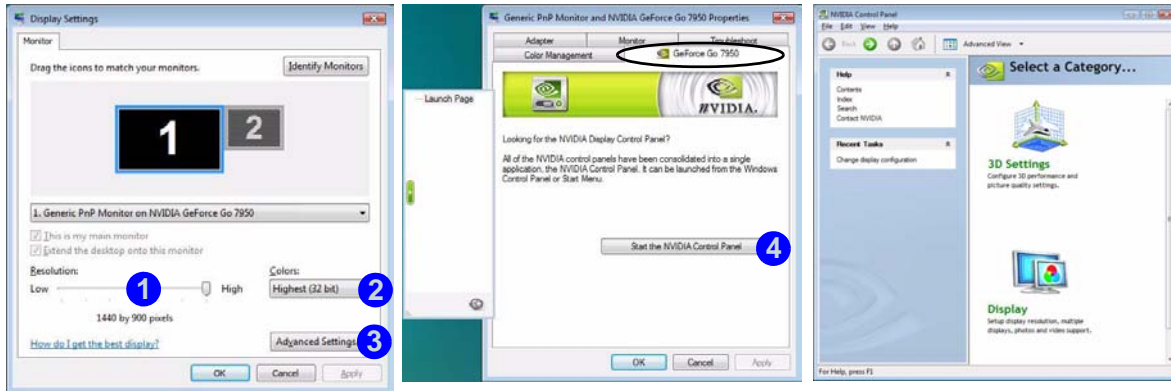 Display Settings
Monitor
Drag the icons to match your monitors.
Identify Monitors
1
2
1. Generic PnP Monitor on NVIDIA GeForce Go 7950
This is my main monitor
Extend the desktop onto this monitor
Resolution:
Low
High
1
1440 by 900 pixels
Colors:
Highest (32 bit)
2
How do I get the best display?
Advanced Settings
3
OK
Cancel
Apply
Generic PnP Monitor and NVIDIA GeForce Go 7950 Properties
Adapter
Monitor
Troubleshoot
Color Management
GeForce Go 7950
Launch Page
NVIDIA.
Looking for the NVIDIA Display Control Panel?
All of the NVIDIA control panels have been consolidated into a single
application, the NVIDIA Control Panel. It can be launched from the Windows
Control Panel or Start Menu.
Start the NVIDIA Control Panel
4
OK
Cancel
Apply
NVIDIA Control Panel
File Edit View Help
Back
Advanced View
Help
Contents
Index
Search
Contact NVIDIA
Recent Tasks
Change display configuration
Select a Category...
3D Settings
Configure 3D performance and
picture quality settings.
Display
Setup display resolution, multiple
displays, photos and video support.
For Help, press F1